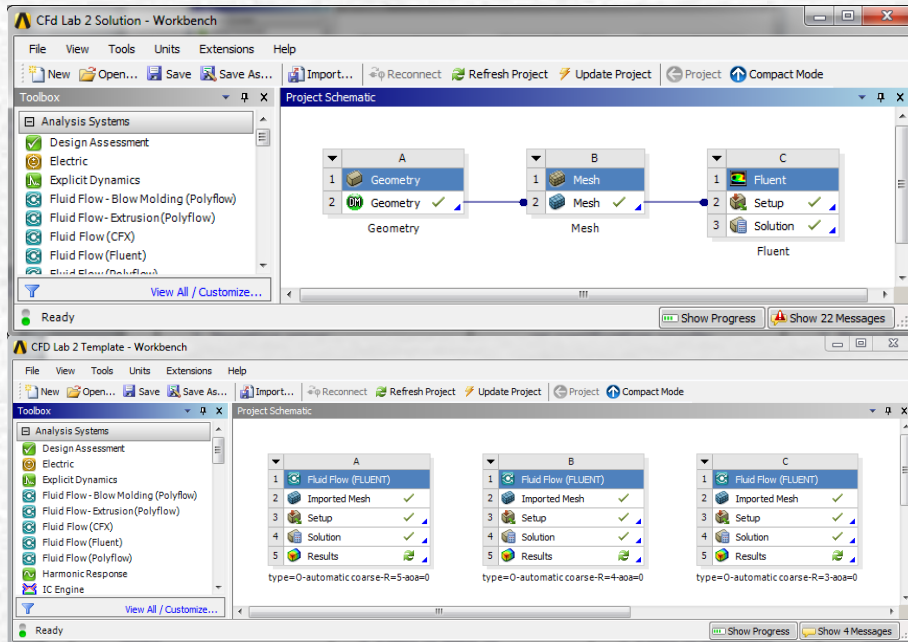 CFd Lab 2 Solution - Workbench
File View Tools Units Extensions Help
New Open... Save Save As... Import... Reconnect Refresh Project Update Project Project Compact Mode
Toolbox
Analysis Systems
Design Assessment
Electric
Explicit Dynamics
Fluid Flow - Blow Molding (Polyflow)
Fluid Flow - Extrusion (Polyflow)
Fluid Flow (CFX)
Fluid Flow (Fluent)
Fluid Flow (Polyflow)
View All / Customize...
Project Schematic
A
1 Geometry
2 DM Geometry
Geometry
B
1 Mesh
2 Mesh
Mesh
C
1 Fluent
2 Setup
3 Solution
Fluent
Ready
Show Progress Show 22 Messages
CFD Lab 2 Template - Workbench
File View Tools Units Extensions Help
New Open... Save Save As... Import... Reconnect Refresh Project Update Project Project Compact Mode
Toolbox
Analysis Systems
Design Assessment
Electric
Explicit Dynamics
Fluid Flow - Blow Molding (Polyflow)
Fluid Flow - Extrusion (Polyflow)
Fluid Flow (CFX)
Fluid Flow (Fluent)
Fluid Flow (Polyflow)
Harmonic Response
IC Engine
View All / Customize...
Project Schematic
A
1 Fluid Flow (FLUENT)
2 Imported Mesh
3 Setup
4 Solution
5 Results
type=O-automatic coarse-R=5-aoa=0
B
1 Fluid Flow (FLUENT)
2 Imported Mesh
3 Setup
4 Solution
5 Results
type=O-automatic coarse-R=4-aoa=0
C
1 Fluid Flow (FLUENT)
2 Imported Mesh
3 Setup
4 Solution
5 Results
type=O-automatic coarse-R=3-aoa=0
Ready
Show Progress Show 4 Messages